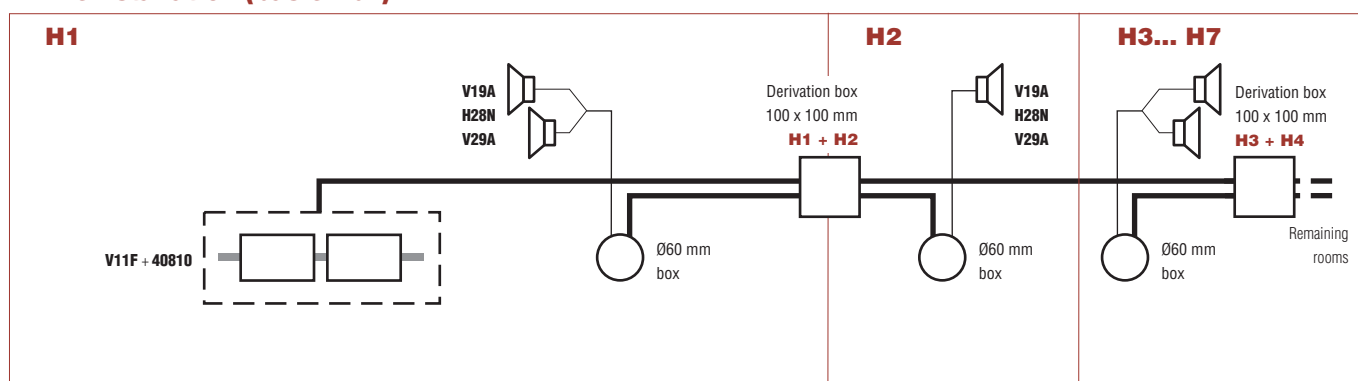 H1
V19A
H28N
V29A
V11F + 40810
Ø60 mm
box
Derivation box
100 x 100 mm
H1 + H2
H2
V19A
H28N
V29A
Ø60 mm
box
H3... H7
Derivation box
100 x 100 mm
H3 + H4
Ø60 mm
box
Remaining
rooms